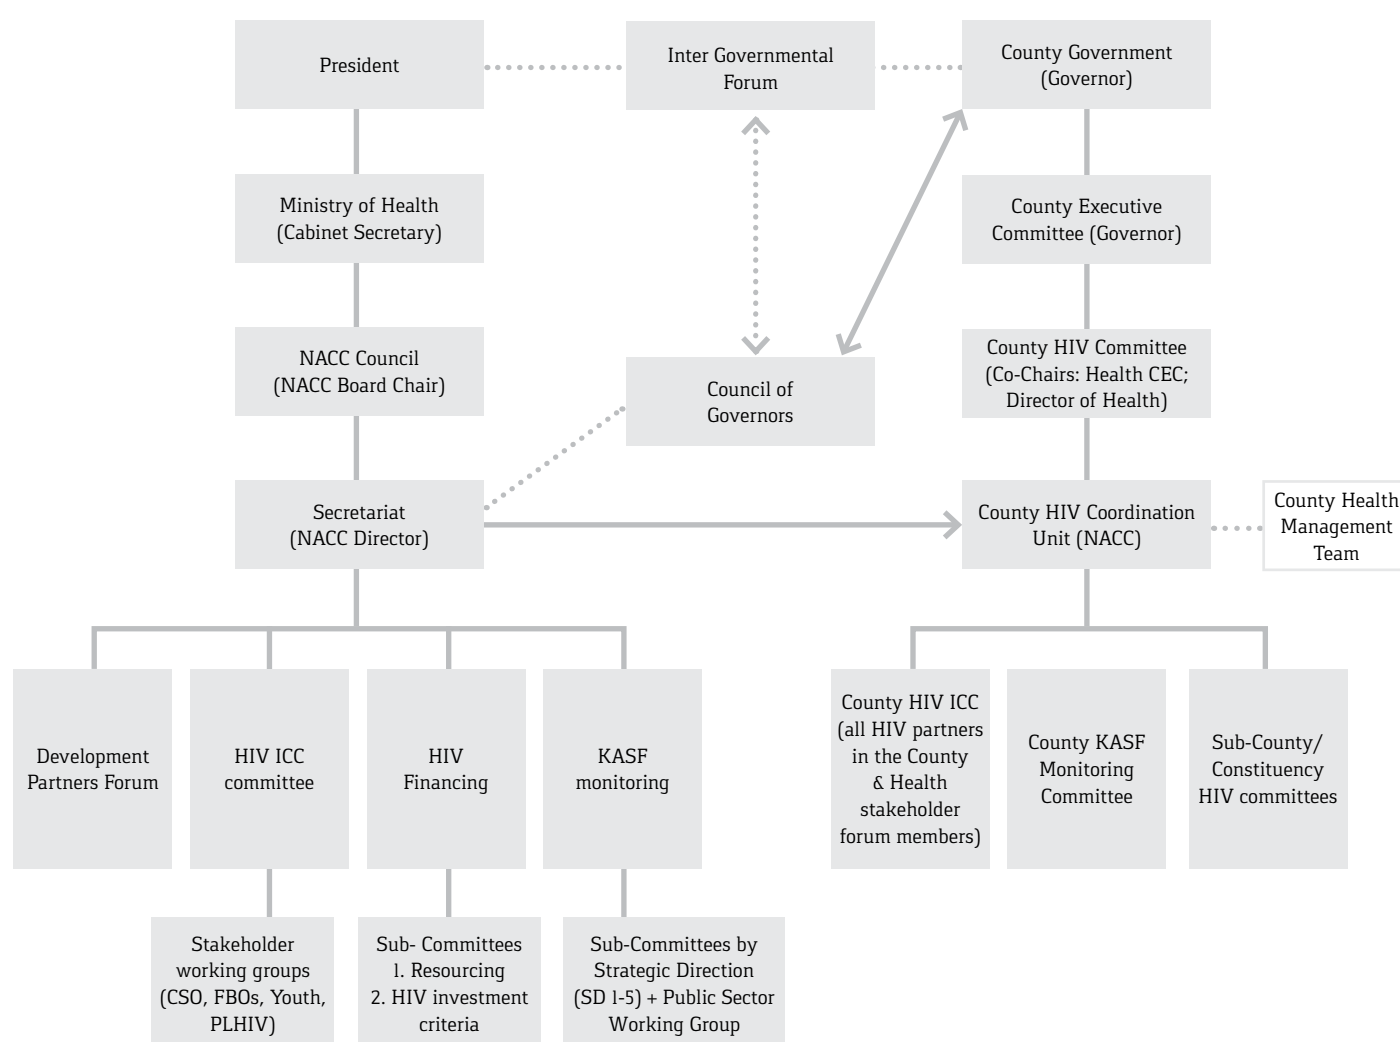 President
Inter Governmental
Forum
County Government
(Governor)
Ministry of Health
(Cabinet Secretary)
County Executive
Committee (Governor)
NACC Council
(NACC Board Chair)
Council of
Governors
County HIV Committee
(Co-Chairs: Health CEC;
Director of Health)
Secretariat
(NACC Director)
County HIV Coordination
Unit (NACC)
County Health
Management
Team
Development
Partners Forum
HIV ICC
committee
HIV
Financing
KASF
monitoring
County HIV ICC
(all HIV partners
in the County
& Health
stakeholder
forum members)
County KASF
Monitoring
Committee
Sub-County/
Constituency
HIV committees
Stakeholder
working groups
(CSO, FBOs, Youth,
PLHIV)
Sub- Committees
1. Resourcing
2. HIV investment
criteria
Sub-Committees by
Strategic Direction
(SD 1-5) + Public Sector
Working Group